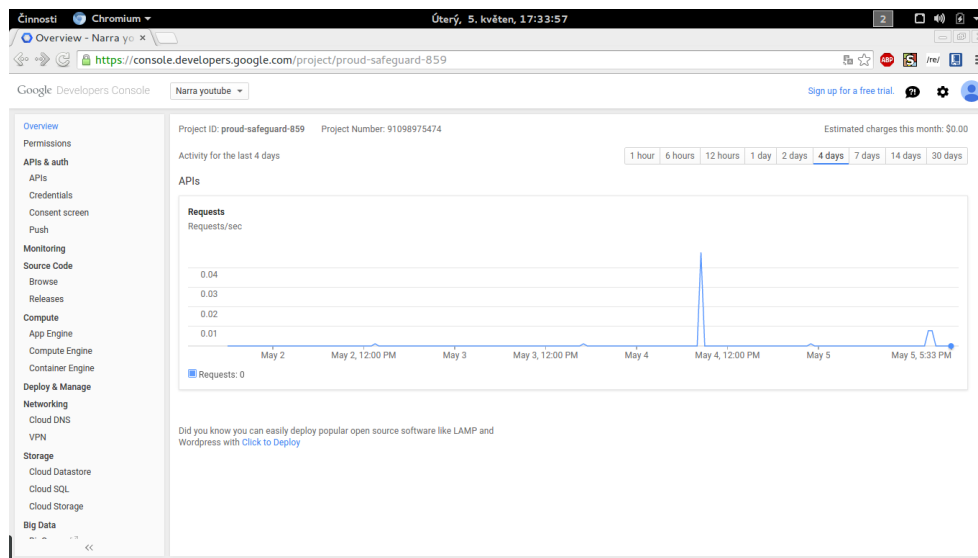 Činnosti Chromium Úterý, 5. květen, 17:33:57 2
Overview - Narra yo
https://console.developers.google.com/project/proud-safeguard-859 ABP S /re/
Google Developers Console Narra youtube Sign up for a free trial.
Overview
Permissions
APIs & auth
APIs
Credentials
Consent screen
Push
Monitoring
Source Code
Browse
Releases
Compute
App Engine
Compute Engine
Container Engine
Deploy & Manage
Networking
Cloud DNS
VPN
Storage
Cloud Datastore
Cloud SQL
Cloud Storage
Big Data
Project ID: proud-safeguard-859 Project Number: 91098975474 Estimated charges this month: $0.00
Activity for the last 4 days 1 hour 6 hours 12 hours 1 day 2 days 4 days 7 days 14 days 30 days
APIs
Requests
Requests/sec
0.04
0.03
0.02
0.01
May 2 May 2, 12:00 PM May 3 May 3, 12:00 PM May 4 May 4, 12:00 PM May 5 May 5, 5:33 PM
Requests: 0
Did you know you can easily deploy popular open source software like LAMP and
Wordpress with Click to Deploy